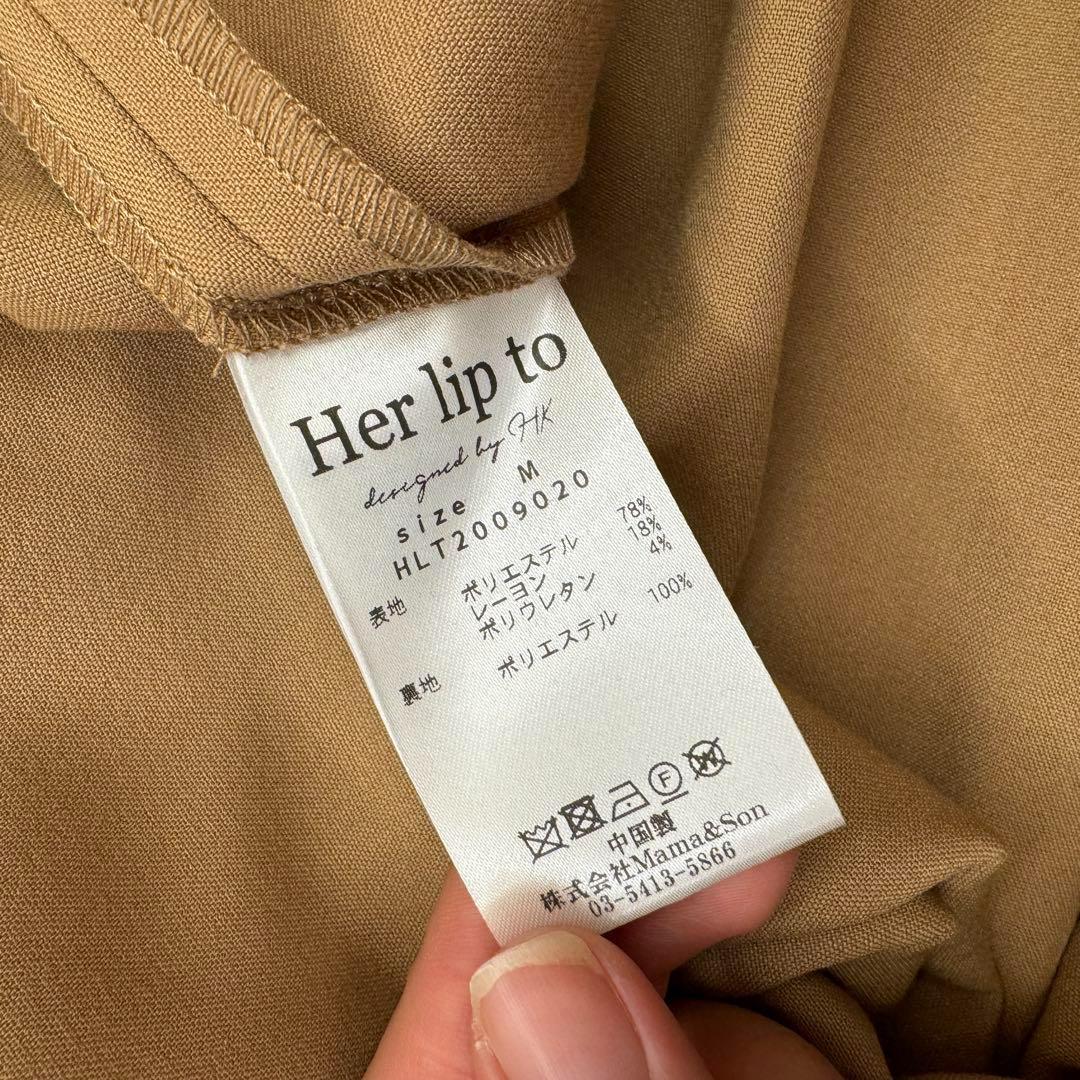 Her lip to
designed by HK
size M
HLT2009020
表地 ポリエステル 78%
レーヨン 18%
ポリウレタン 4%
裏地 ポリエステル 100%
F W
中国製
株式会社Mama&Son
03-5413-5866